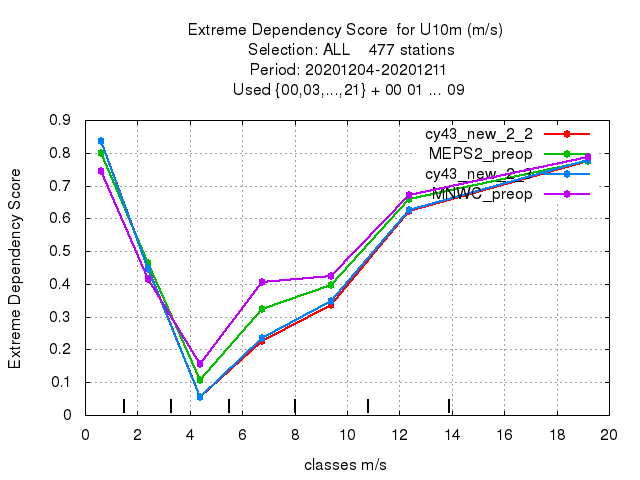 Extreme Dependency Score  for U10m (m/s)
Selection: ALL    477 stations
Period: 20201204-20201211
Used {00,03,...,21} + 00 01 ... 09
cy43_new_2_2
MEPS2_preop
cy43_new_2_
MNWC_preop
Extreme Dependency Score
0.9
0.8
0.7
0.6
0.5
0.4
0.3
0.2
0.1
0
0 2 4 6 8 10 12 14 16 18 20
classes m/s